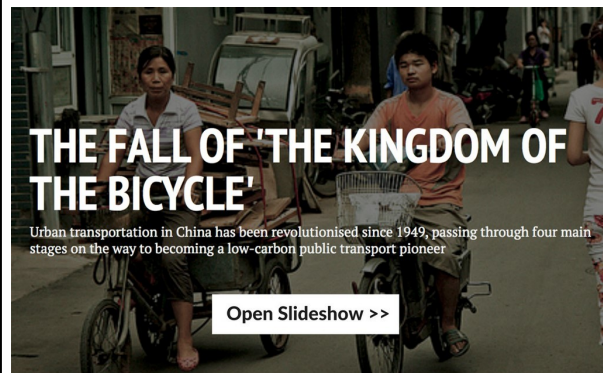 THE FALL OF 'THE KINGDOM OF
THE BICYCLE'
Urban transportation in China has been revolutionised since 1949, passing through four main
stages on the way to becoming a low-carbon public transport pioneer
Open Slideshow >>